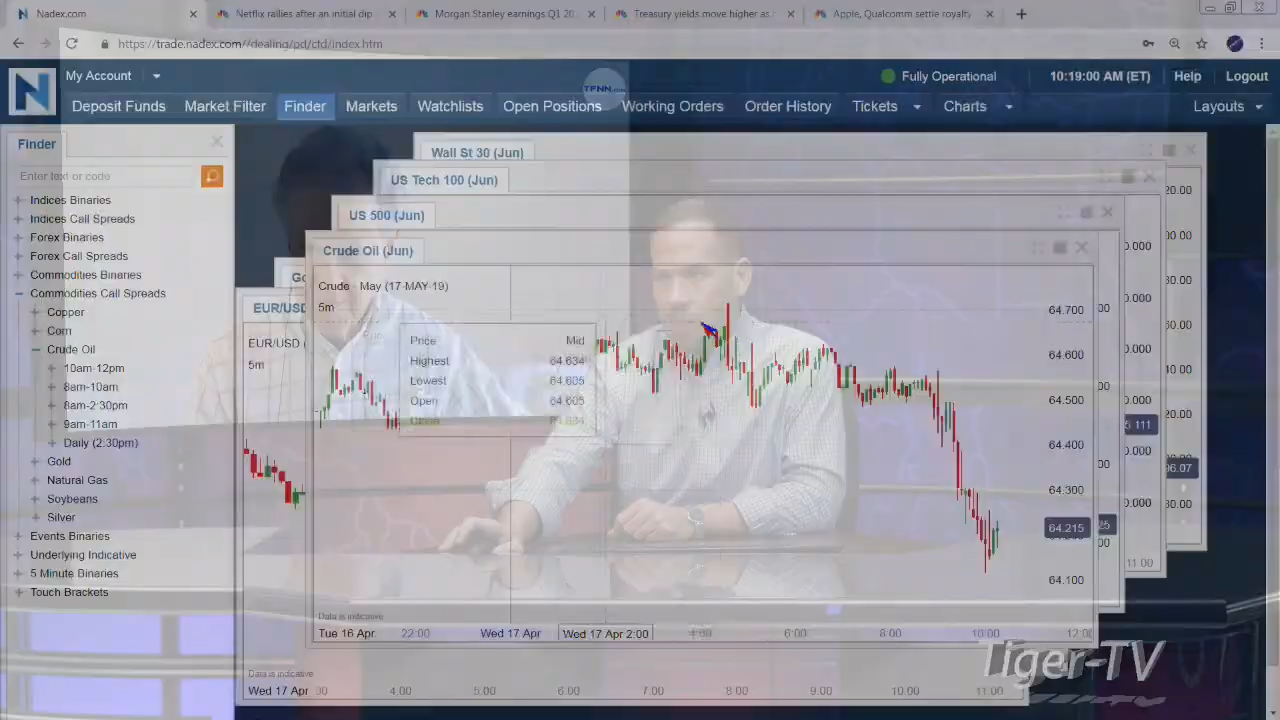 Nadex.com
Netflix rallies after an initial dip
Morgan Stanley earnings Q1 20
Treasury yields move higher as
Apple, Qualcomm settle royalty
https://trade.nadex.com//dealing/pd/cfd/index.htm
N
My Account
TFNN.com
Fully Operational
10:19:00 AM (ET)
Help
Logout
Deposit Funds
Market Filter
Finder
Markets
Watchlists
Open Positions
Working Orders
Order History
Tickets
Charts
Layouts
Finder
Enter text or code
Indices Binaries
Indices Call Spreads
Forex Binaries
Forex Call Spreads
Commodities Binaries
Commodities Call Spreads
Copper
Corn
Crude Oil
10am-12pm
8am-10am
8am-2:30pm
9am-11am
Daily (2:30pm)
Gold
Natural Gas
Soybeans
Silver
Events Binaries
Underlying Indicative
5 Minute Binaries
Touch Brackets
Wall St 30 (Jun)
US Tech 100 (Jun)
US 500 (Jun)
Crude Oil (Jun)
Go
EUR/USD
EUR/USD (
5m
Crude - May (17-MAY-19)
5m
Price Mid
Highest 64.634
Lowest 64.605
Open 64.605
64.700
64.600
64.500
64.400
64.300
64.215
64.100
Data is indicative
Tue 16 Apr
22:00
Wed 17 Apr
Wed 17 Apr 2:00
6:00
8:00
10:00
12:00
11:00
Data is indicative
Wed 17 Apr
4:00
5:00
6:00
7:00
8:00
9:00
10:00
11:00
Tiger-TV